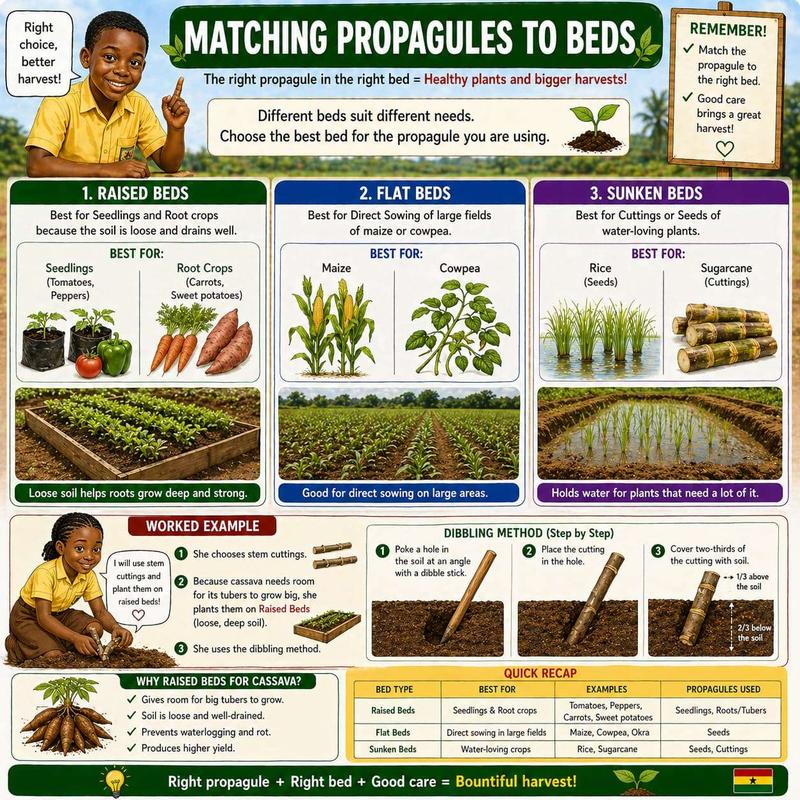 Right
choice,
better
harvest!
MATCHING PROPAGULES TO BEDS
The right propagule in the right bed = Healthy plants and bigger harvests!
Different beds suit different needs.
Choose the best bed for the propagule you are using.
REMEMBER!
✓ Match the
propagule to
the right bed.
✓ Good care
brings a great
harvest!
1. RAISED BEDS
Best for Seedlings and Root crops
because the soil is loose and drains well.
BEST FOR:
Seedlings
(Tomatoes,
Peppers)
Root Crops
(Carrots,
Sweet potatoes)
Loose soil helps roots grow deep and strong.
2. FLAT BEDS
Best for Direct Sowing of large fields
of maize or cowpea.
BEST FOR:
Maize
Cowpea
Good for direct sowing on large areas.
3. SUNKEN BEDS
Best for Cuttings or Seeds of
water-loving plants.
BEST FOR:
Rice
(Seeds)
Sugarcane
(Cuttings)
Holds water for plants that need a lot of it.
WORKED EXAMPLE
I will use stem
cuttings and
plant them on
raised beds!
1 She chooses stem cuttings.
2 Because cassava needs room
for its tubers to grow big, she
plants them on Raised Beds
(loose, deep soil).
3 She uses the dibbling method.
DIBBLING METHOD (Step by Step)
1 Poke a hole in
the soil at an angle
with a dibble stick.
2 Place the cutting
in the hole.
3 Cover two-thirds of
the cutting with soil.
1/3 above
the soil
2/3 below
the soil
WHY RAISED BEDS FOR CASSAVA?
✓ Gives room for big tubers to grow.
✓ Soil is loose and well-drained.
✓ Prevents waterlogging and rot.
✓ Produces higher yield.
QUICK RECAP
BED TYPE BEST FOR EXAMPLES PROPAGULES USED
Raised Beds Seedlings & Root crops Tomatoes, Peppers, Carrots, Sweet potatoes Seedlings, Roots/Tubers
Flat Beds Direct sowing in large fields Maize, Cowpea, Okra Seeds
Sunken Beds Water-loving crops Rice, Sugarcane Seeds, Cuttings
Right propagule + Right bed + Good care = Bountiful harvest!